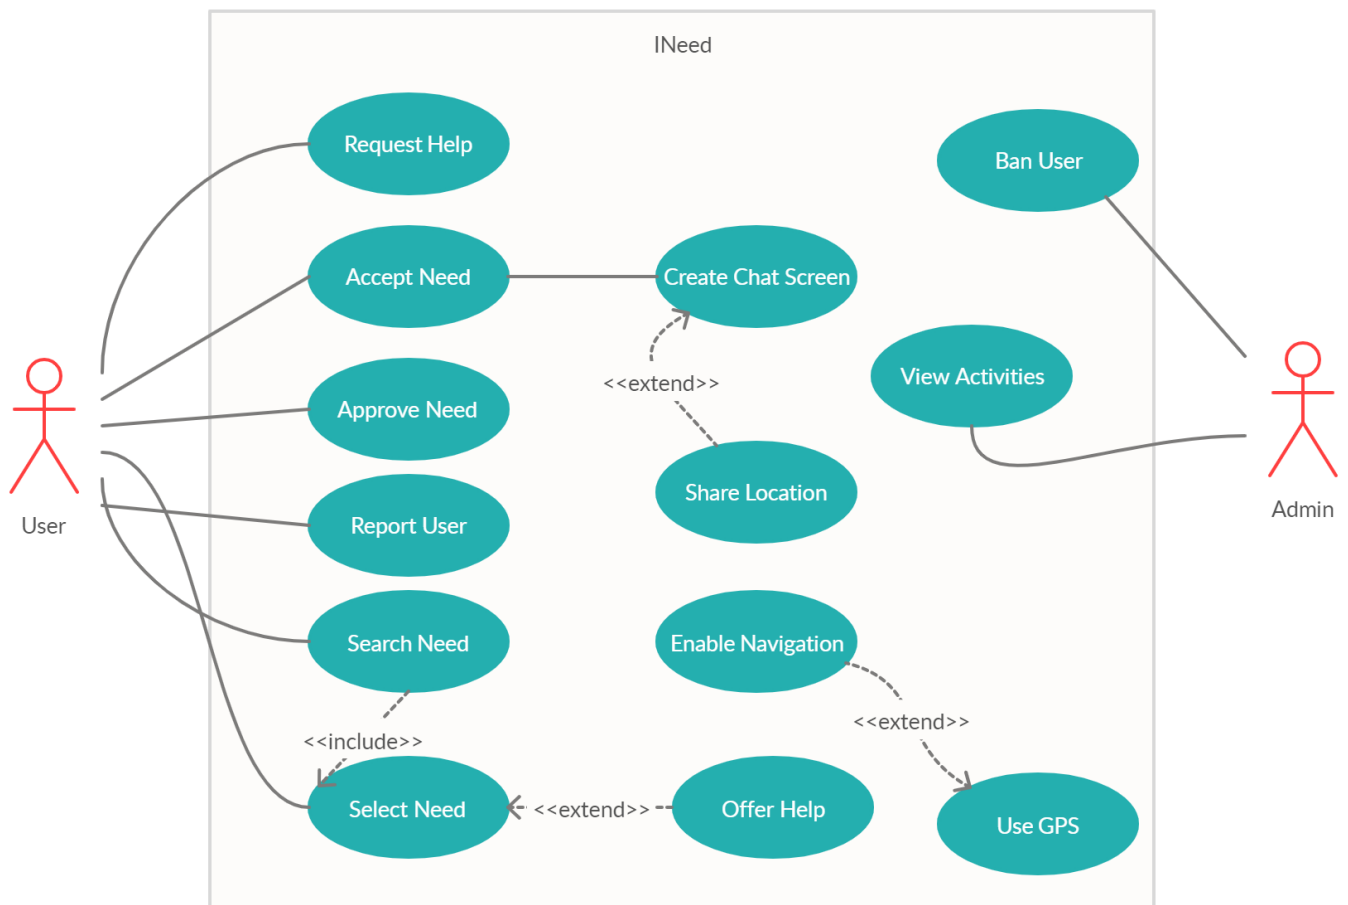 INeed
Request Help
Ban User
Accept Need
Create Chat Screen
View Activities
<<extend>>
Approve Need
Share Location
Admin
User
Report User
Search Need
Enable Navigation
<<extend>>
<<include>>
Select Need
<<extend>>
Offer Help
Use GPS